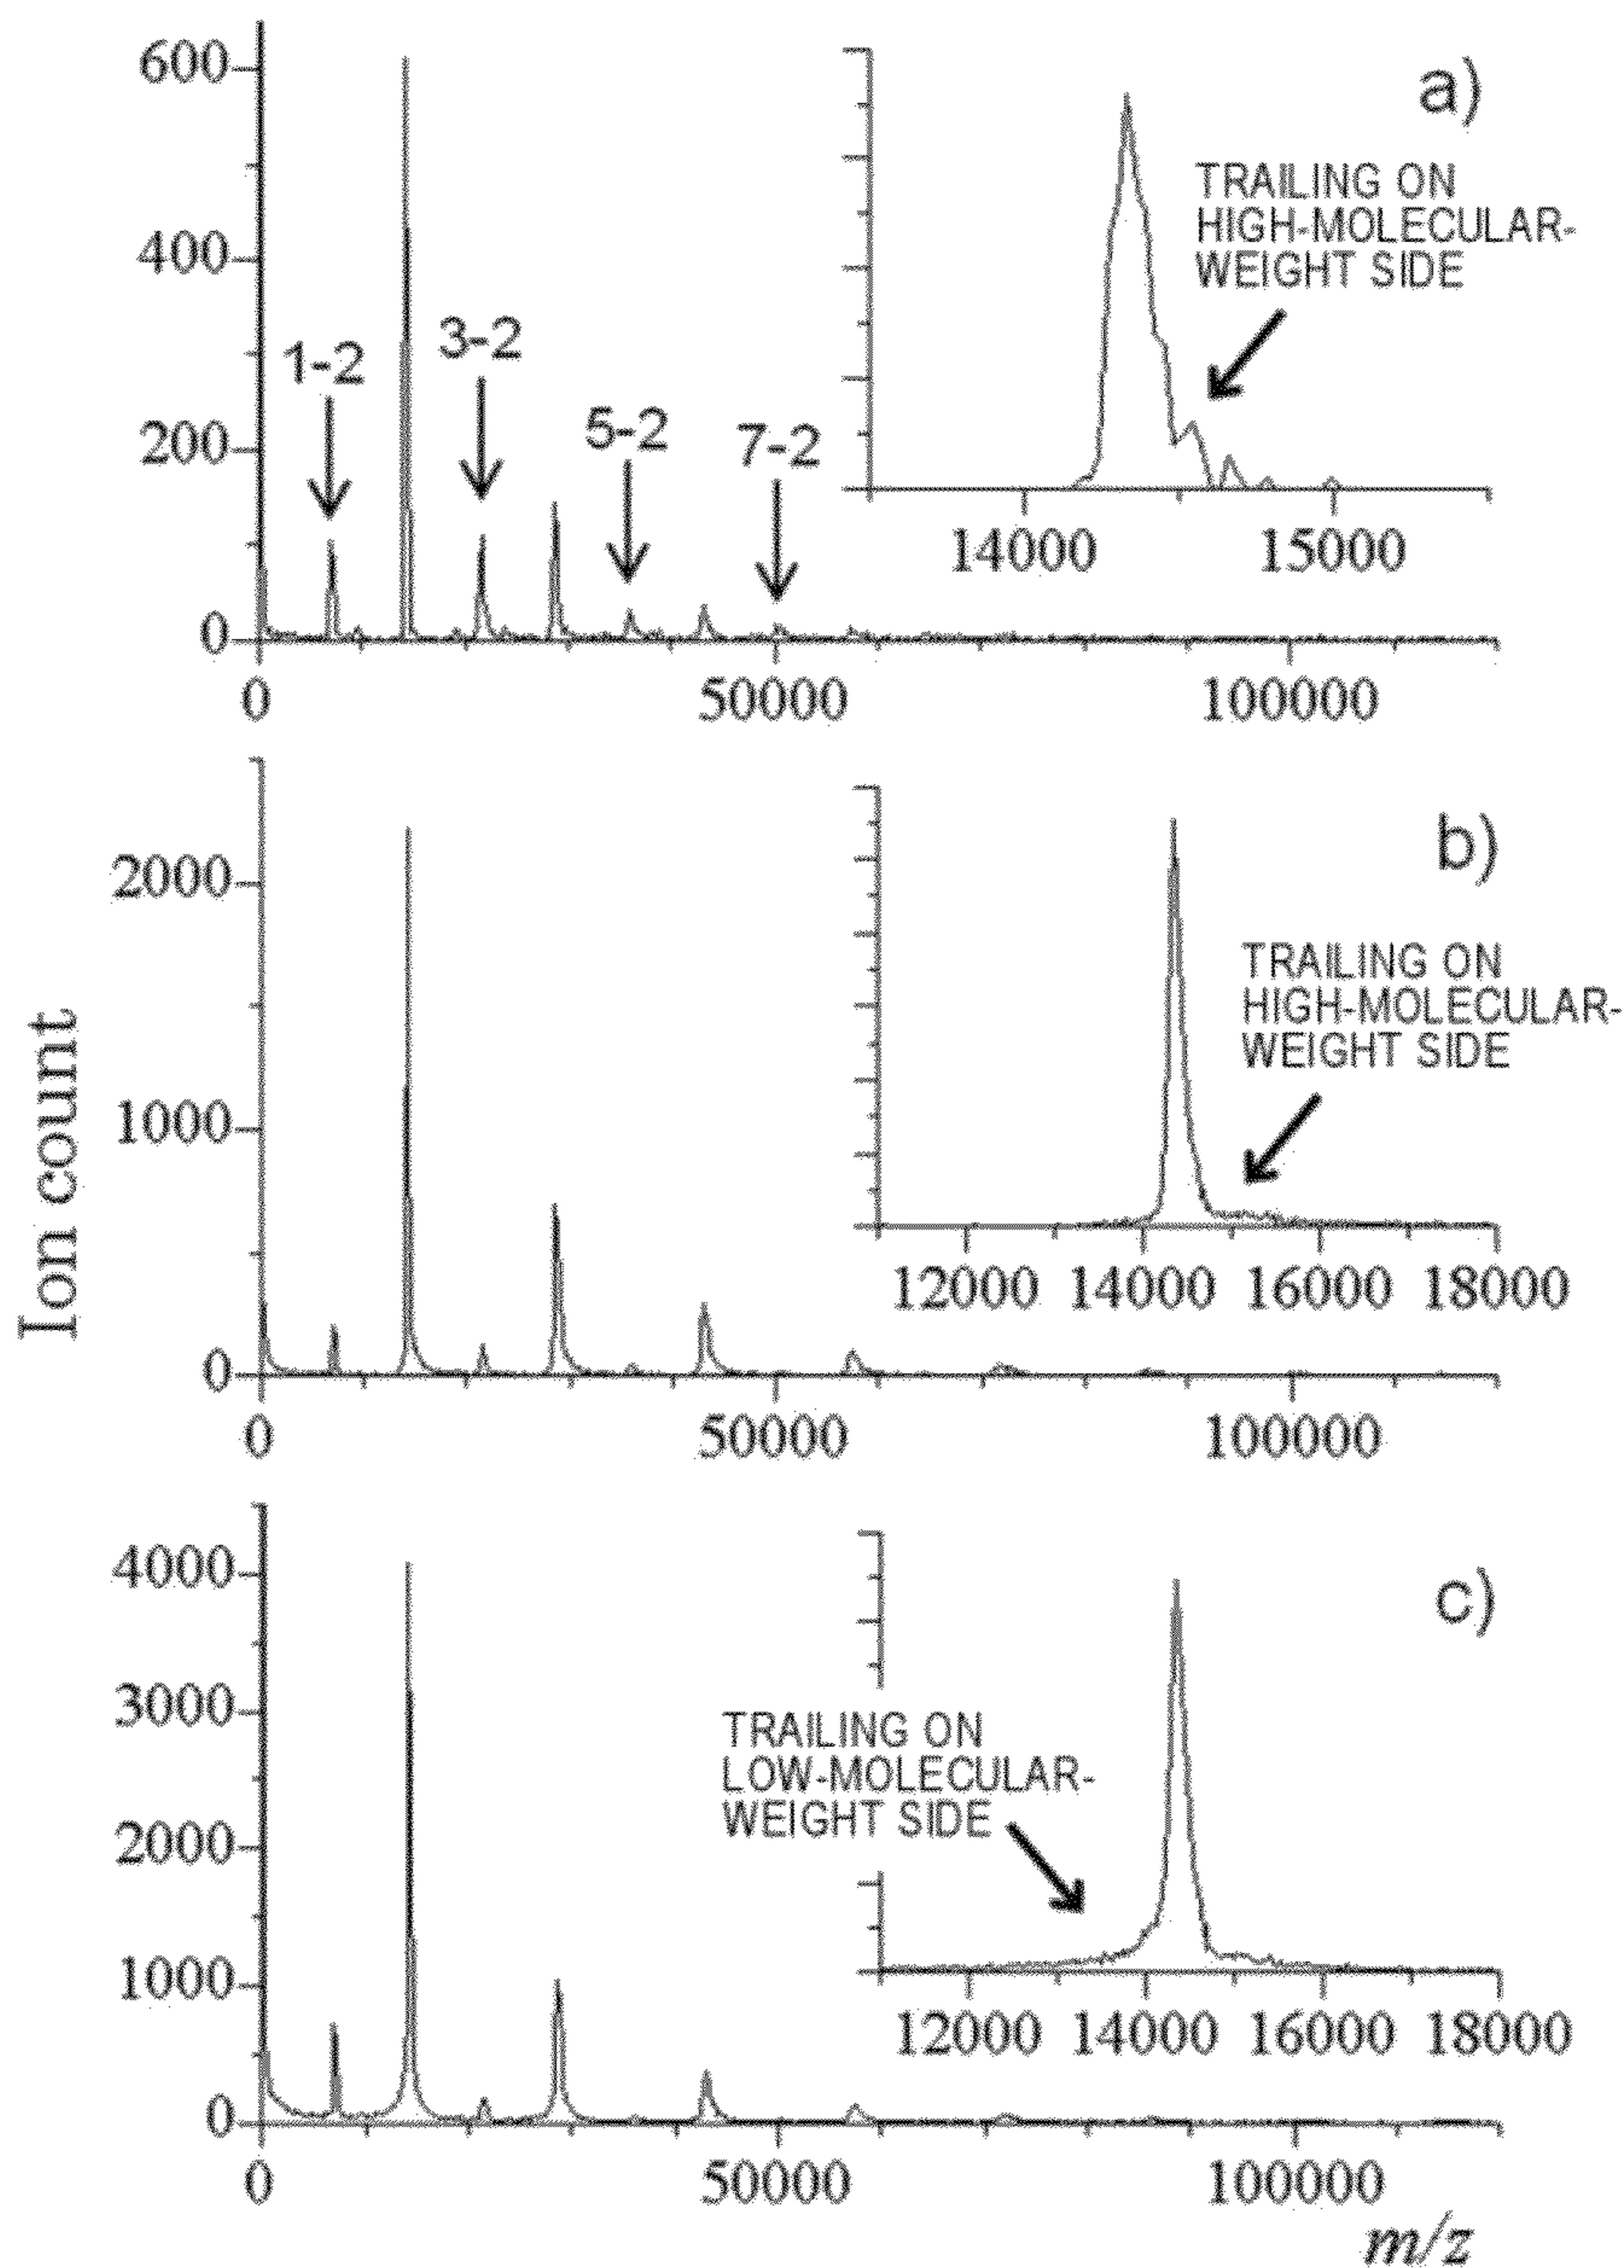 a)
600
400
200
0
1-2
3-2
5-2
7-2
TRAILING ON
HIGH-MOLECULAR-
WEIGHT SIDE
14000 15000
0 50000 100000
Ion count
b)
2000
1000
0
TRAILING ON
HIGH-MOLECULAR-
WEIGHT SIDE
12000 14000 16000 18000
0 50000 100000
c)
4000
3000
2000
1000
0
TRAILING ON
LOW-MOLECULAR-
WEIGHT SIDE
12000 14000 16000 18000
0 50000 100000
m/z